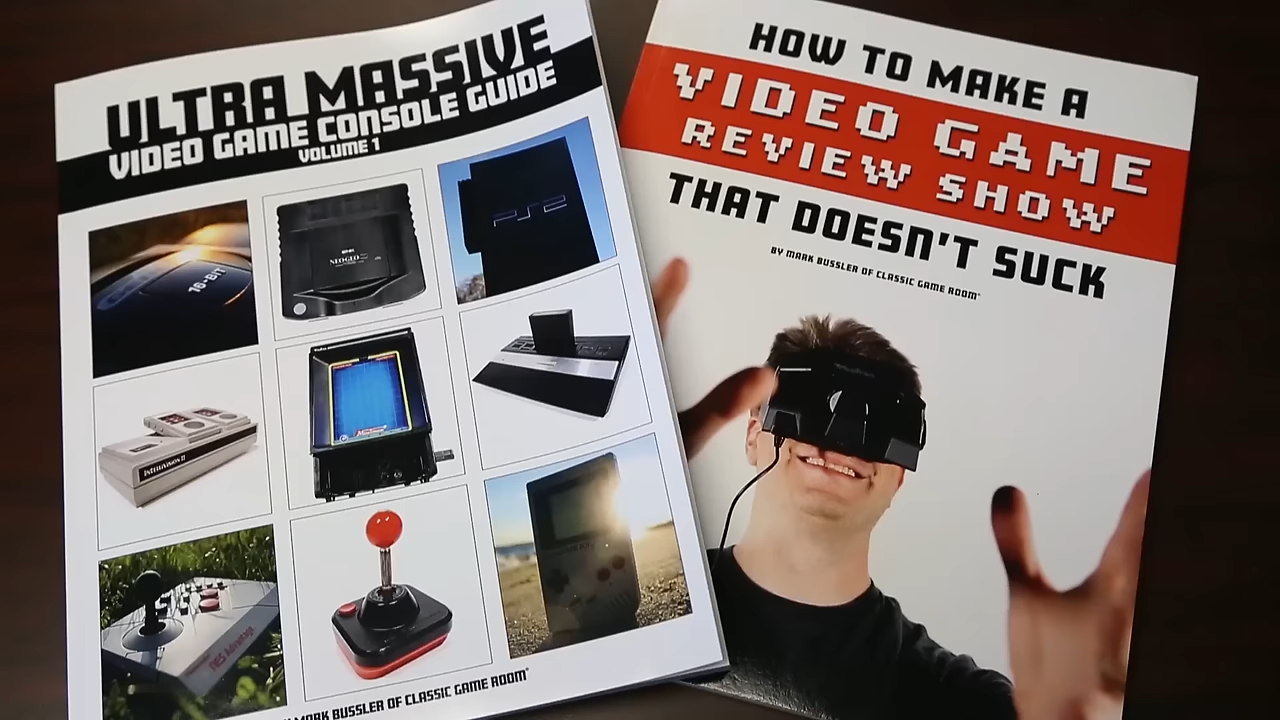 ULTRA MASSIVE
VIDEO GAME CONSOLE GUIDE
VOLUME 1
16-BIT
NEOGEO
PS2
INTELLIVISION II
NES Advantage
MARK BUSSLER OF CLASSIC GAME ROOM
HOW TO MAKE A
VIDEO GAME
REVIEW SHOW
THAT DOESN'T SUCK
BY MARK BUSSLER OF CLASSIC GAME ROOM